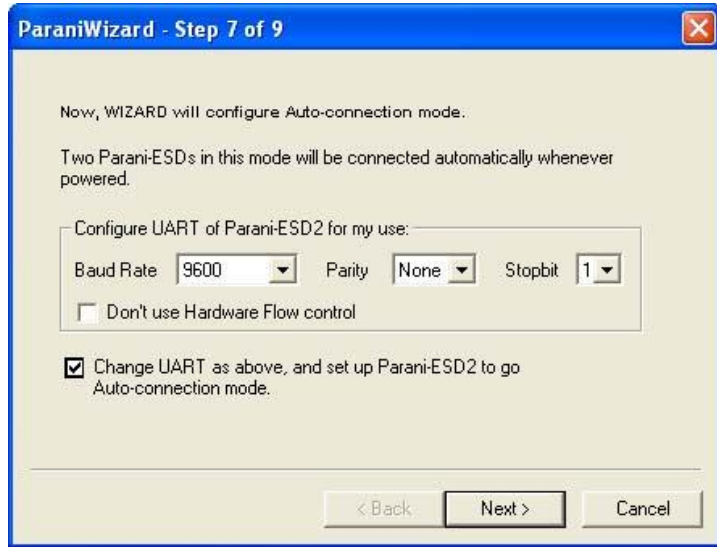 ParaniWizard - Step 7 of 9
Now, WIZARD will configure Auto-connection mode.
Two Parani-ESDs in this mode will be connected automatically whenever
powered.
Configure UART of Parani-ESD2 for my use:
Baud Rate 9600 Parity None Stopbit 1
Don't use Hardware Flow control
Change UART as above, and set up Parani-ESD2 to go
Auto-connection mode.
< Back Next > Cancel